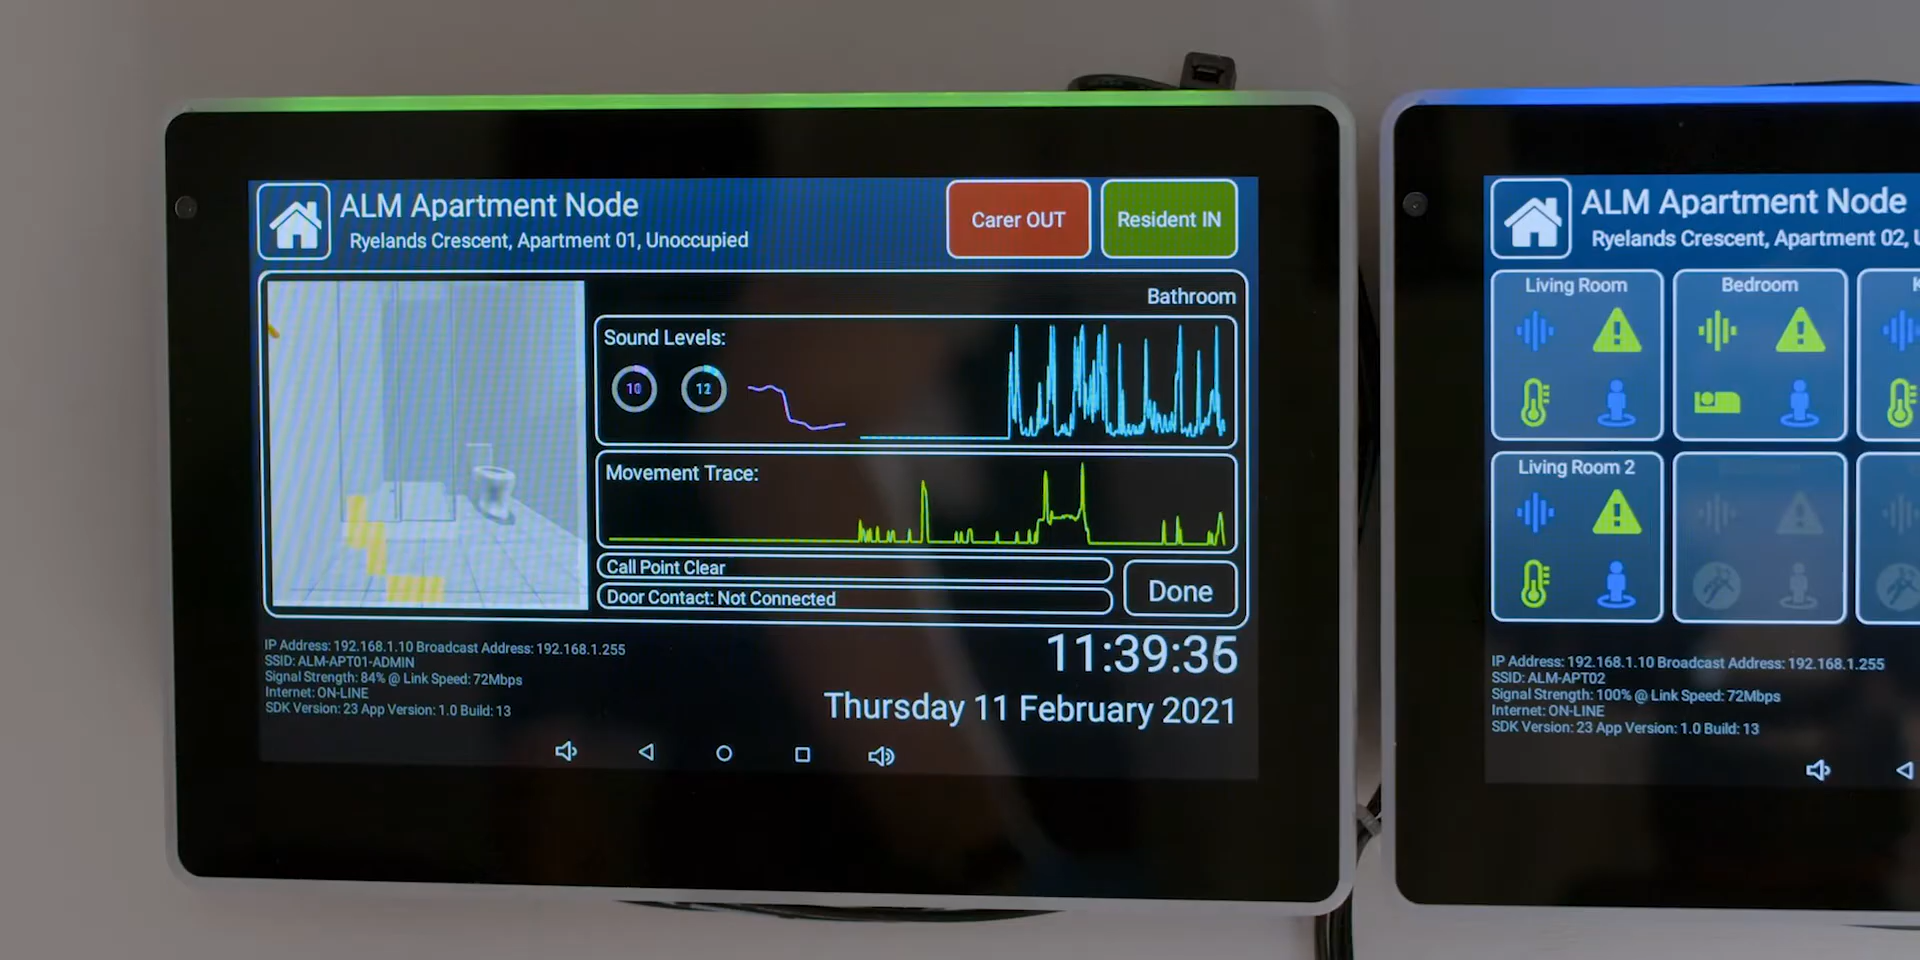 ALM Apartment Node
Ryelands Crescent, Apartment 01, Unoccupied
Carer OUT
Resident IN
Bathroom
Sound Levels:
10
12
Movement Trace:
Call Point Clear
Door Contact: Not Connected
Done
IP Address: 192.168.1.10 Broadcast Address: 192.168.1.255
SSID: ALM-APT01-ADMIN
Signal Strength: 84% @ Link Speed: 72Mbps
Internet: ON-LINE
SDK Version: 23 App Version: 1.0 Build: 13
11:39:35
Thursday 11 February 2021
ALM Apartment Node
Ryelands Crescent, Apartment 02,
Living Room
Bedroom
Living Room 2
IP Address: 192.168.1.10 Broadcast Address: 192.168.1.255
SSID: ALM-APT02
Signal Strength: 100% @ Link Speed: 72Mbps
Internet: ON-LINE
SDK Version: 23 App Version: 1.0 Build: 13